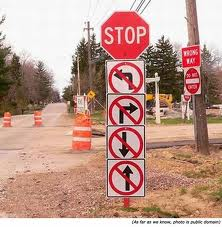 STOP
WRONG
WAY
DO NOT
ENTER
(As far as we know, photo is public domain)